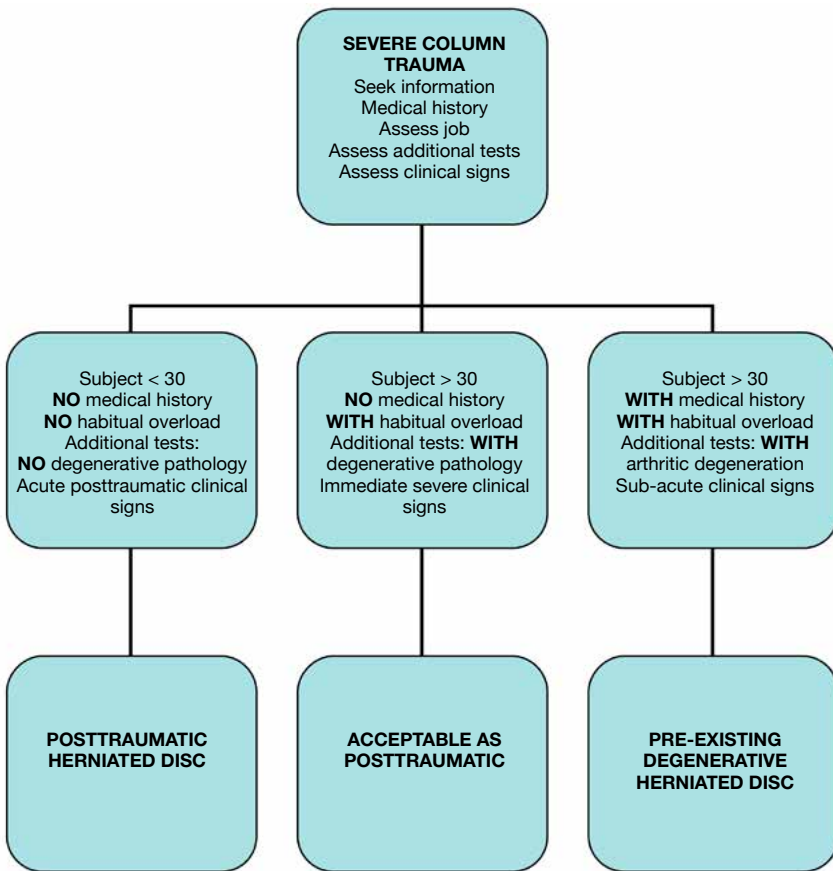 SEVERE COLUMN
TRAUMA
Seek information
Medical history
Assess job
Assess additional tests
Assess clinical signs
Subject < 30
NO medical history
NO habitual overload
Additional tests:
NO degenerative pathology
Acute posttraumatic clinical
signs
Subject > 30
NO medical history
WITH habitual overload
Additional tests: WITH
degenerative pathology
Immediate severe clinical
signs
Subject > 30
WITH medical history
WITH habitual overload
Additional tests: WITH
arthritic degeneration
Sub-acute clinical signs
POSTTRAUMATIC
HERNIATED DISC
ACCEPTABLE AS
POSTTRAUMATIC
PRE-EXISTING
DEGENERATIVE
HERNIATED DISC